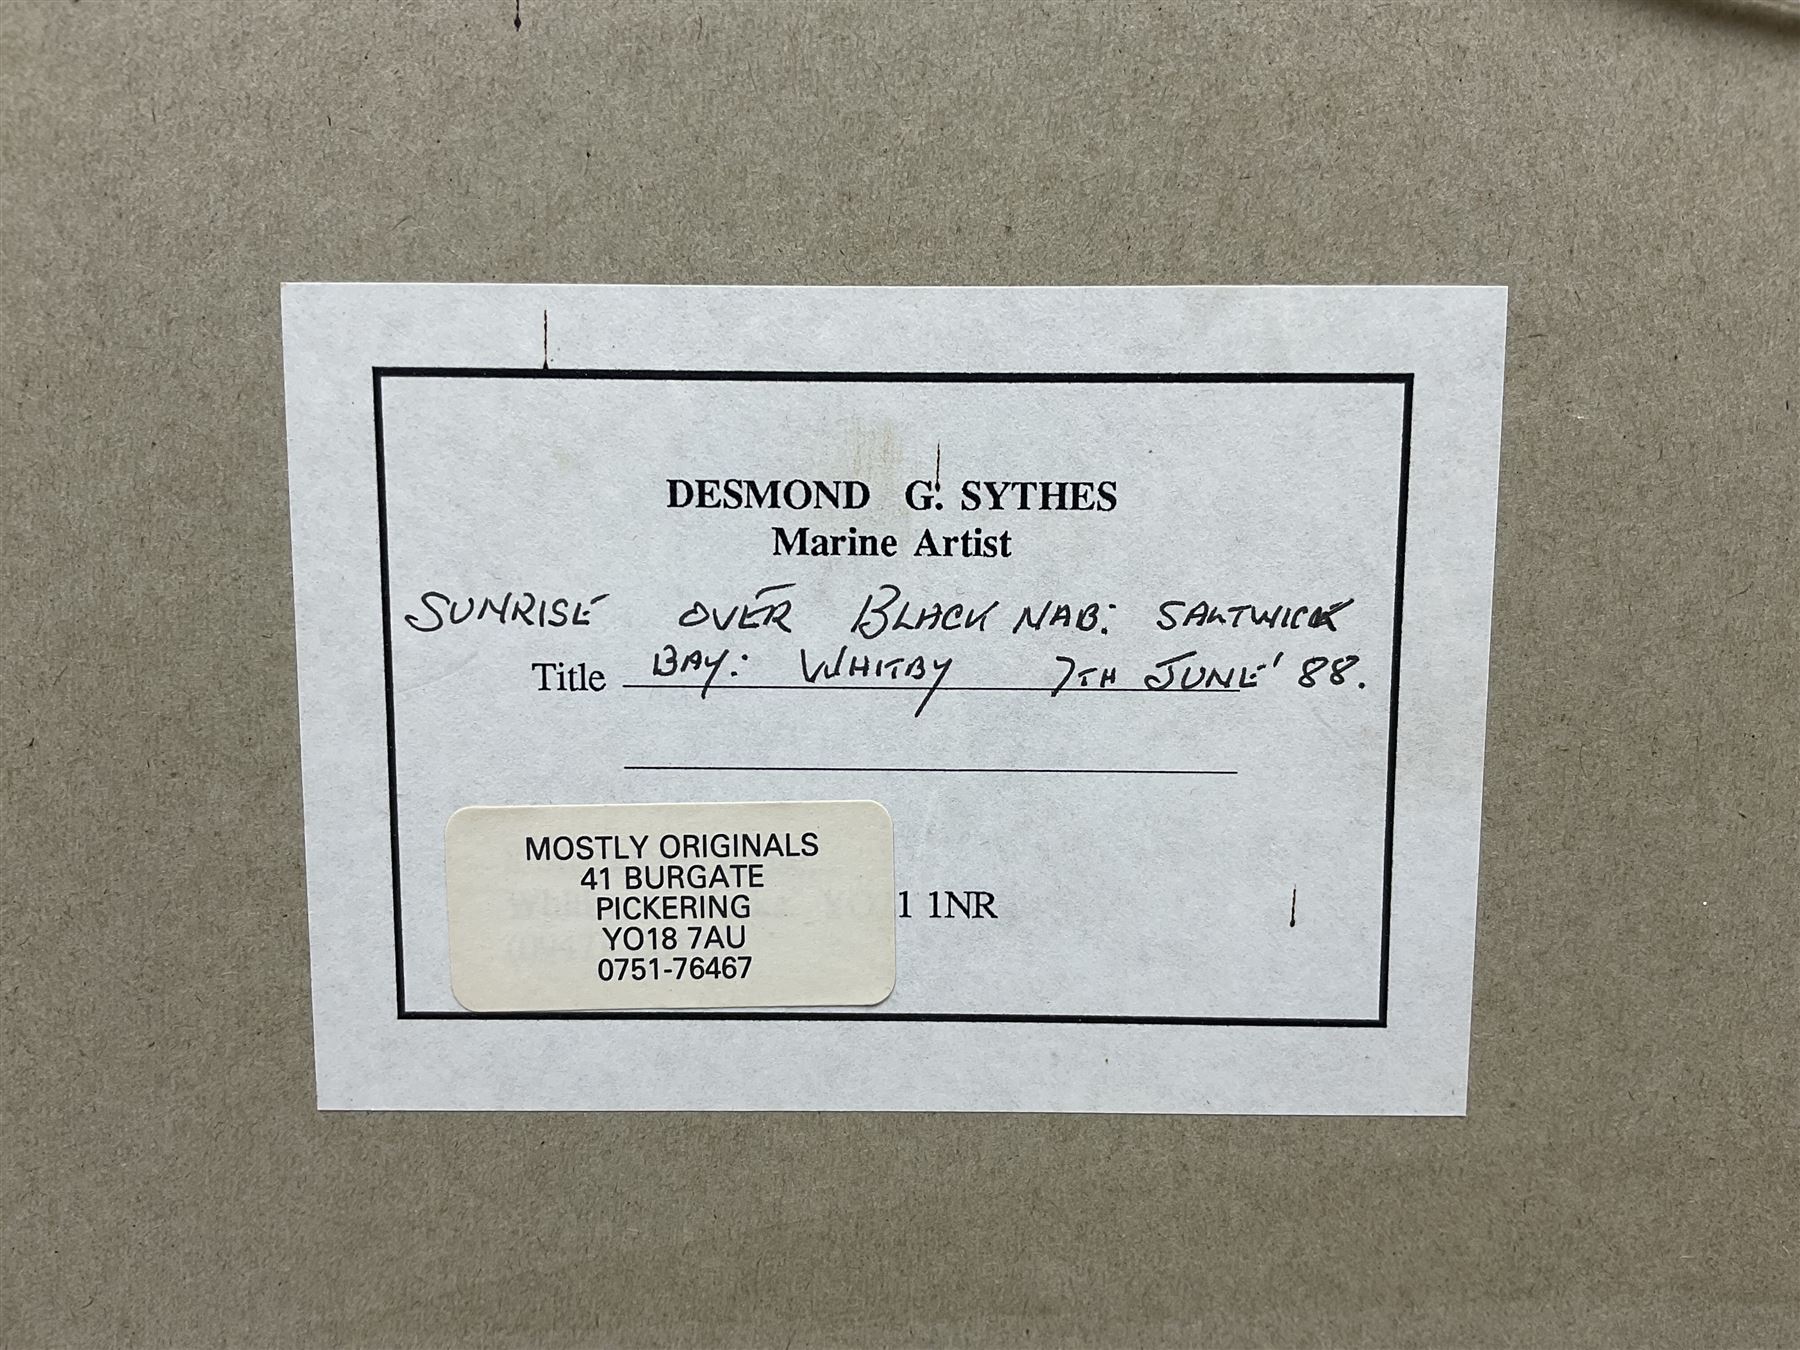 DESMOND G. SYTHES
Marine Artist
SUNRISE OVER BLACK NAB: SALTWICK
Title BAY: WHITBY 7TH JUNE '88.
MOSTLY ORIGINALS
41 BURGATE
PICKERING
YO18 7AU
0751-76467
1 1NR